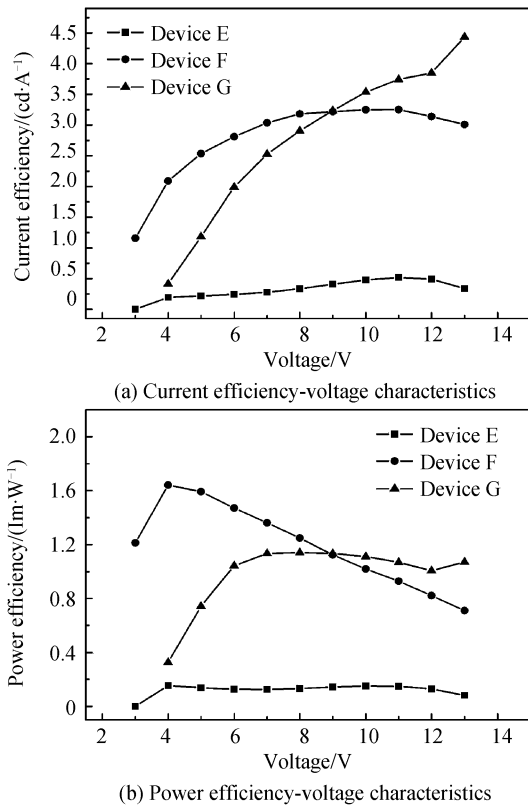 4.5
4.0
3.5
3.0
2.5
2.0
1.5
1.0
0.5
0
Current efficiency/(cd·A⁻¹)
Device E
Device F
Device G
2 4 6 8 10 12 14
Voltage/V
(a) Current efficiency-voltage characteristics
2.0
1.6
1.2
0.8
0.4
0
Power efficiency/(Im·W⁻¹)
Device E
Device F
Device G
2 4 6 8 10 12 14
Voltage/V
(b) Power efficiency-voltage characteristics